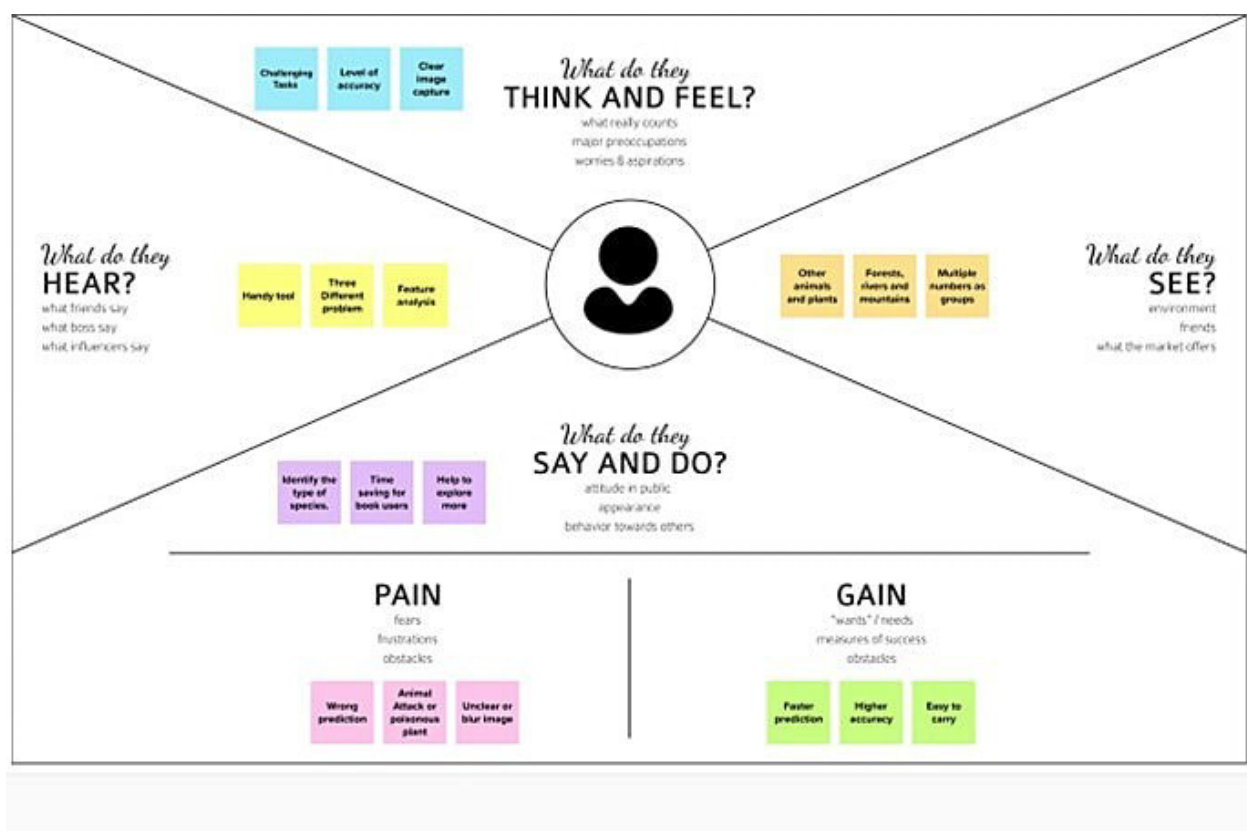 Challenging
Tasks
Level of
accuracy
Clear
image
capture
What do they
THINK AND FEEL?
what really counts
major preoccupations
worries & aspirations
What do they
HEAR?
what friends say
what boss say
what influencers say
Handy tool
Three
Different
problem
Feature
analysis
Other
animals
and plants
Forests,
rivers and
mountains
Multiple
numbers as
groups
What do they
SEE?
environment
friends
what the market offers
What do they
SAY AND DO?
attitude in public
appearance
behavior towards others
Identify the
type of
species.
Time
saving for
book users
Help to
explore
more
PAIN
fears
frustrations
obstacles
Wrong
prediction
Animal
Attack or
poisonous
plant
Unclear or
blur image
GAIN
"wants" / needs
measures of success
obstacles
Faster
prediction
Higher
accuracy
Easy to
carry